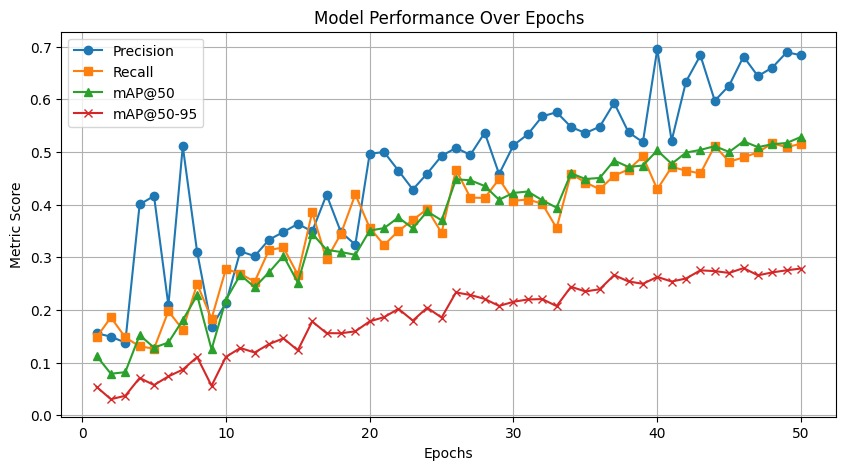 Model Performance Over Epochs
Metric Score
0.7
0.6
0.5
0.4
0.3
0.2
0.1
0.0
Precision
Recall
mAP@50
mAP@50-95
0
10
20
30
40
50
Epochs